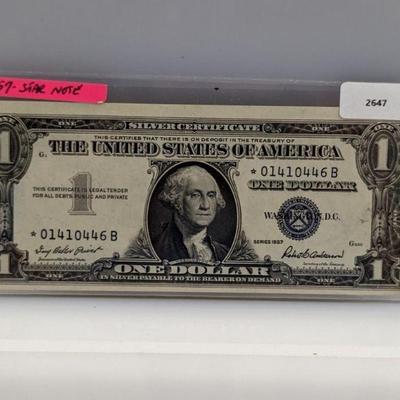 57- STAR NOTE
2647
ONE SILVER CERTIFICATE ONE
THIS CERTIFIES THAT THERE IS ON DEPOSIT IN THE TREASURY OF
THE UNITED STATES OF AMERICA
1 1
*01410446 B
ONE DOLLAR
THIS CERTIFICATE IS LEGAL TENDER
FOR ALL DEBTS, PUBLIC AND PRIVATE
1
WASHINGTON, D.C.
*01410446 B
SERIES 1957
ONE DOLLAR
IN SILVER PAYABLE TO THE BEARER ON DEMAND
1 1